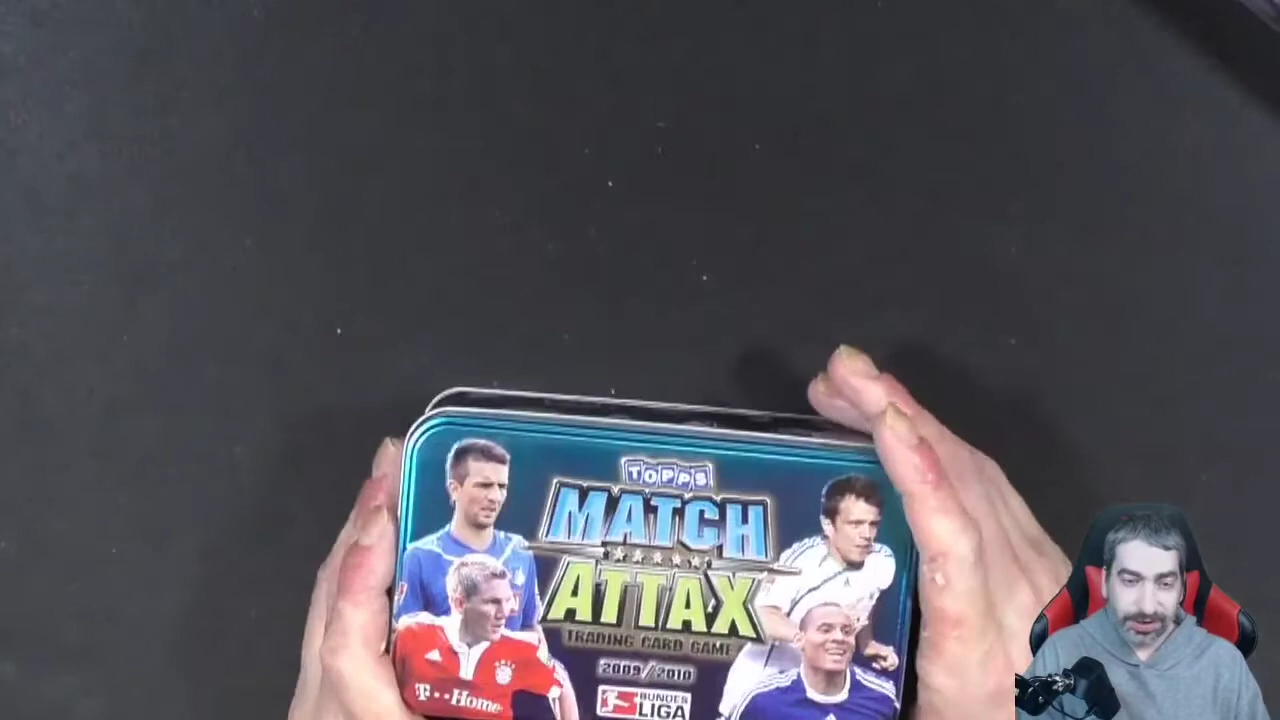 TOPPS
MATCH
ATTAX
TRADING CARD GAME
2009/2010
BUNDES
LIGA
T··Home